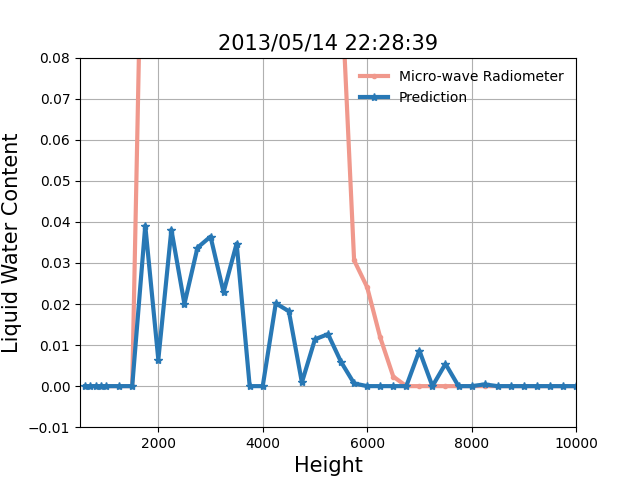 2013/05/14 22:28:39
Micro-wave Radiometer
Prediction
Liquid Water Content
0.08
0.07
0.06
0.05
0.04
0.03
0.02
0.01
0.00
−0.01
2000 4000 6000 8000 10000
Height